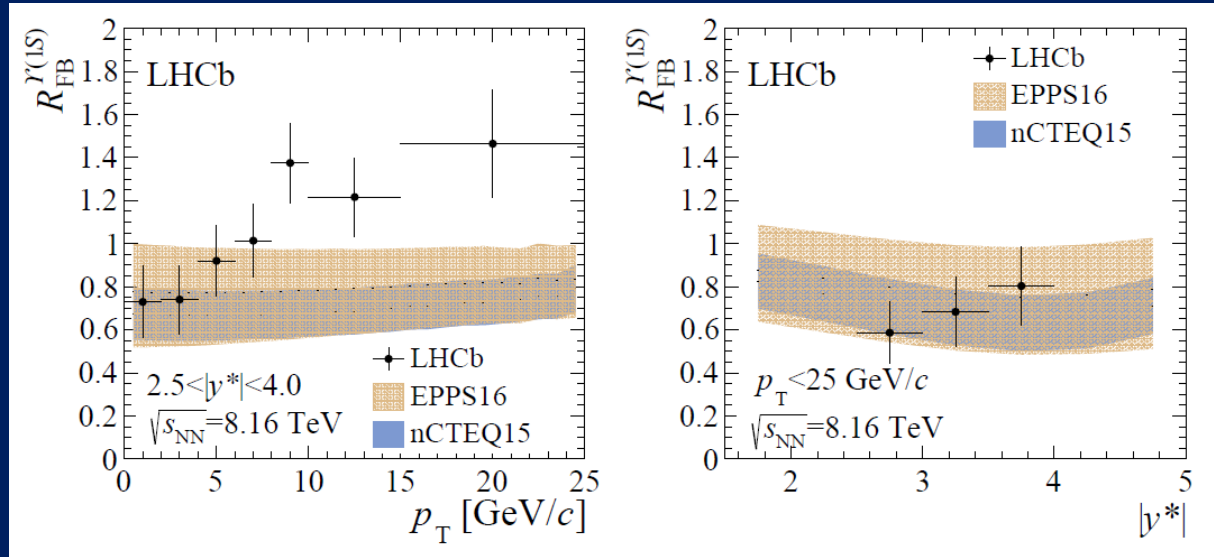 R_FB^Υ(1S)
2
1.8
1.6
1.4
1.2
1
0.8
0.6
0.4
0.2
0
LHCb
LHCb
EPPS16
nCTEQ15
2.5<|y*|<4.0
√s_NN=8.16 TeV
0 5 10 15 20 25
p_T [GeV/c]
R_FB^Υ(1S)
2
1.8
1.6
1.4
1.2
1
0.8
0.6
0.4
0.2
0
LHCb
LHCb
EPPS16
nCTEQ15
p_T<25 GeV/c
√s_NN=8.16 TeV
2 3 4 5
|y*|